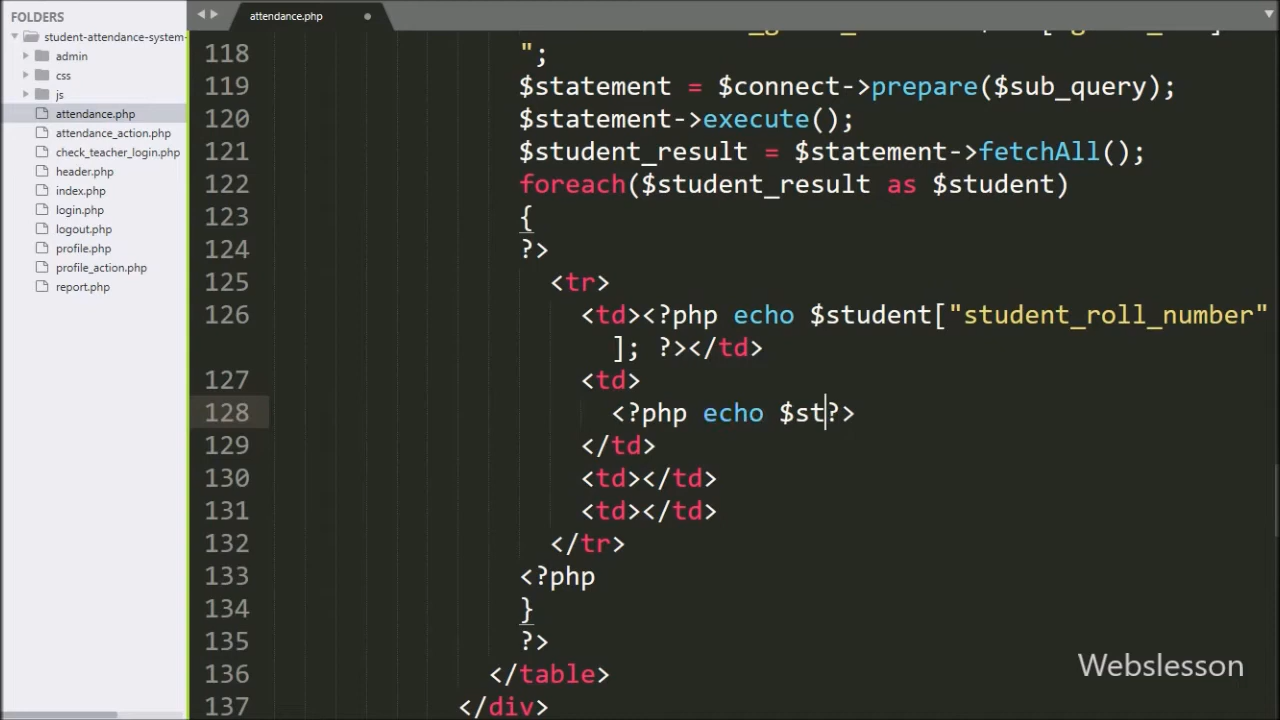 FOLDERS
student-attendance-system-
admin
css
js
attendance.php
attendance_action.php
check_teacher_login.php
header.php
index.php
login.php
logout.php
profile.php
profile_action.php
report.php
attendance.php
118 ";
119 $statement = $connect->prepare($sub_query);
120 $statement->execute();
121 $student_result = $statement->fetchAll();
122 foreach($student_result as $student)
123 {
124 ?>
125 <tr>
126 <td><?php echo $student["student_roll_number"
]; ?></td>
127 <td>
128 <?php echo $st?>
129 </td>
130 <td></td>
131 <td></td>
132 </tr>
133 <?php
134 }
135 ?>
136 </table>
137 </div>
Webslesson